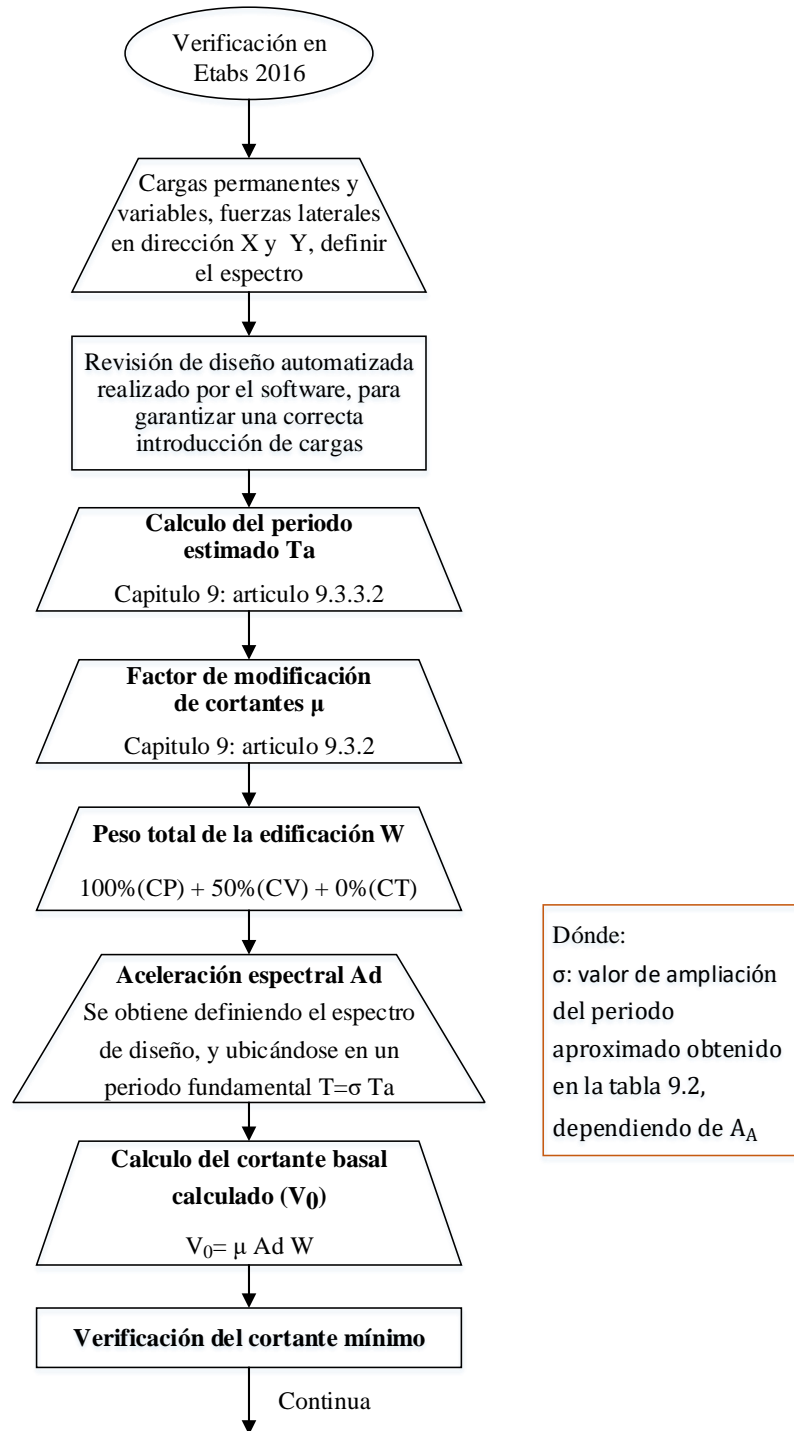 Verificación en
Etabs 2016
Cargas permanentes y
variables, fuerzas laterales
en dirección X y Y, definir
el espectro
Revisión de diseño automatizada
realizado por el software, para
garantizar una correcta
introducción de cargas
Calculo del periodo
estimado Ta
Capitulo 9: articulo 9.3.3.2
Factor de modificación
de cortantes μ
Capitulo 9: articulo 9.3.2
Peso total de la edificación W
100%(CP) + 50%(CV) + 0%(CT)
Aceleración espectral Ad
Se obtiene definiendo el espectro
de diseño, y ubicándose en un
periodo fundamental T=σ Ta
Calculo del cortante basal
calculado (V₀)
V₀= μ Ad W
Verificación del cortante mínimo
Continua
Dónde:
σ: valor de ampliación
del periodo
aproximado obtenido
en la tabla 9.2,
dependiendo de A_A